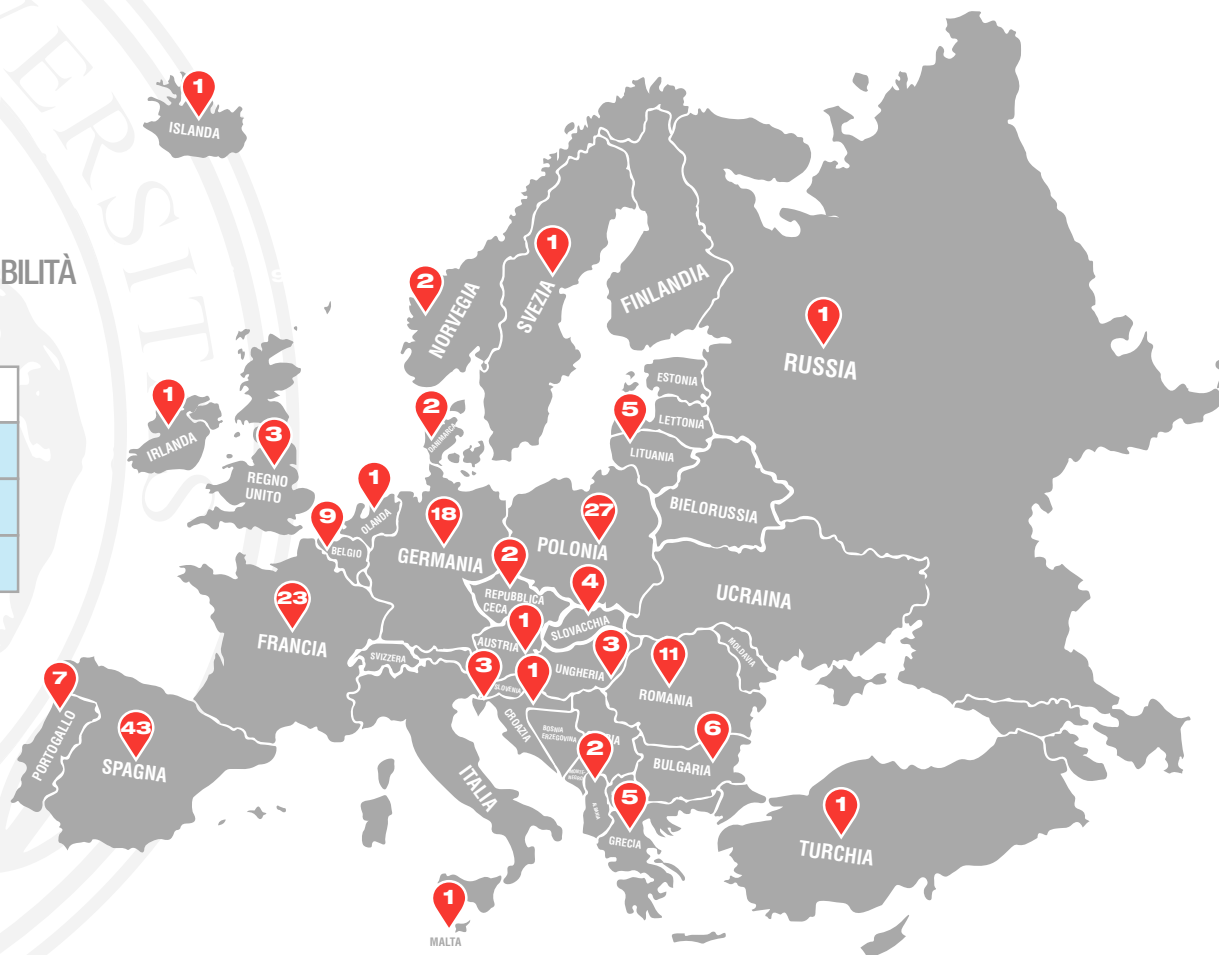 1
ISLANDA
BILITÀ
1
SVEZIA
2
NORVEGIA
FINLANDIA
1
RUSSIA
1
IRLANDA
3
REGNO
UNITO
2
DANIMARCA
ESTONIA
5
LETTONIA
LITUANIA
BIELORUSSIA
1
OLANDA
9
BELGIO
18
GERMANIA
27
POLONIA
2
REPUBBLICA
CECA
4
SLOVACCHIA
UCRAINA
23
FRANCIA
SVIZZERA
1
AUSTRIA
3
UNGHERIA
11
ROMANIA
MOLDAVIA
3
SLOVENIA
1
CROAZIA
BOSNIA
ERZEGOVINA
7
PORTOGALLO
43
SPAGNA
ITALIA
2
6
BULGARIA
5
GRECIA
1
TURCHIA
1
MALTA